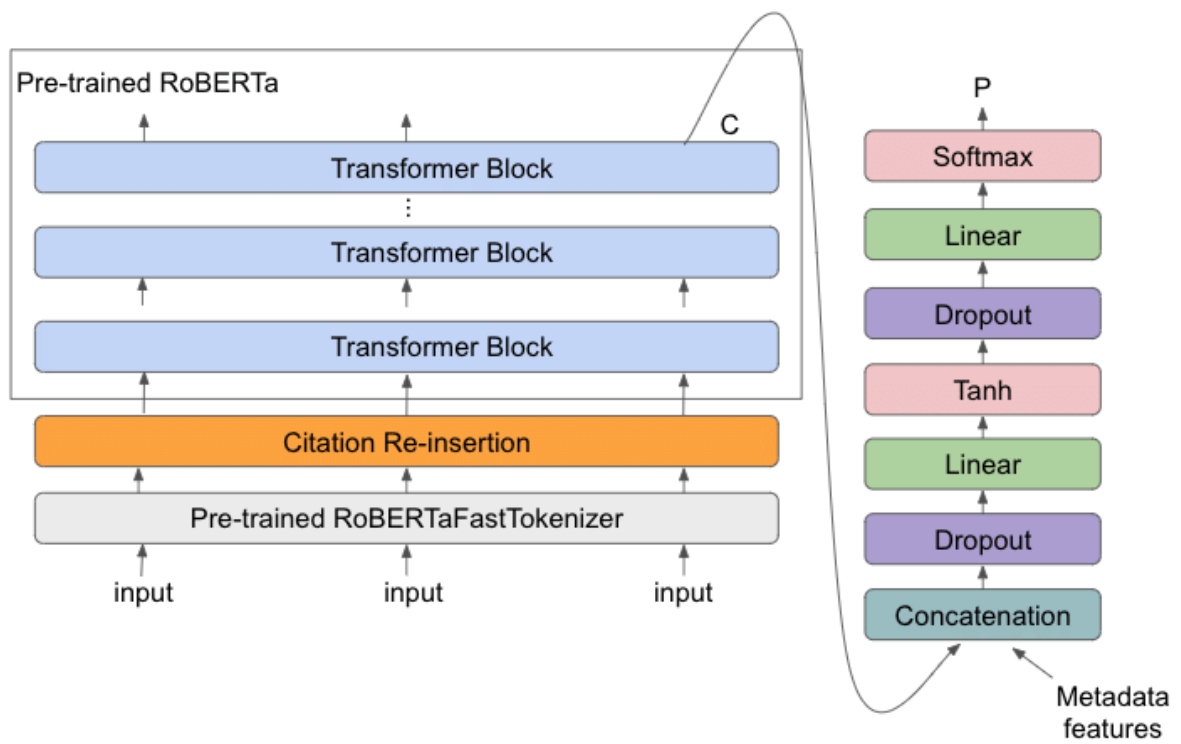 Pre-trained RoBERTa
C
Transformer Block
⋮
Transformer Block
Transformer Block
Citation Re-insertion
Pre-trained RoBERTaFastTokenizer
input input input
P
Softmax
Linear
Dropout
Tanh
Linear
Dropout
Concatenation
Metadata
features